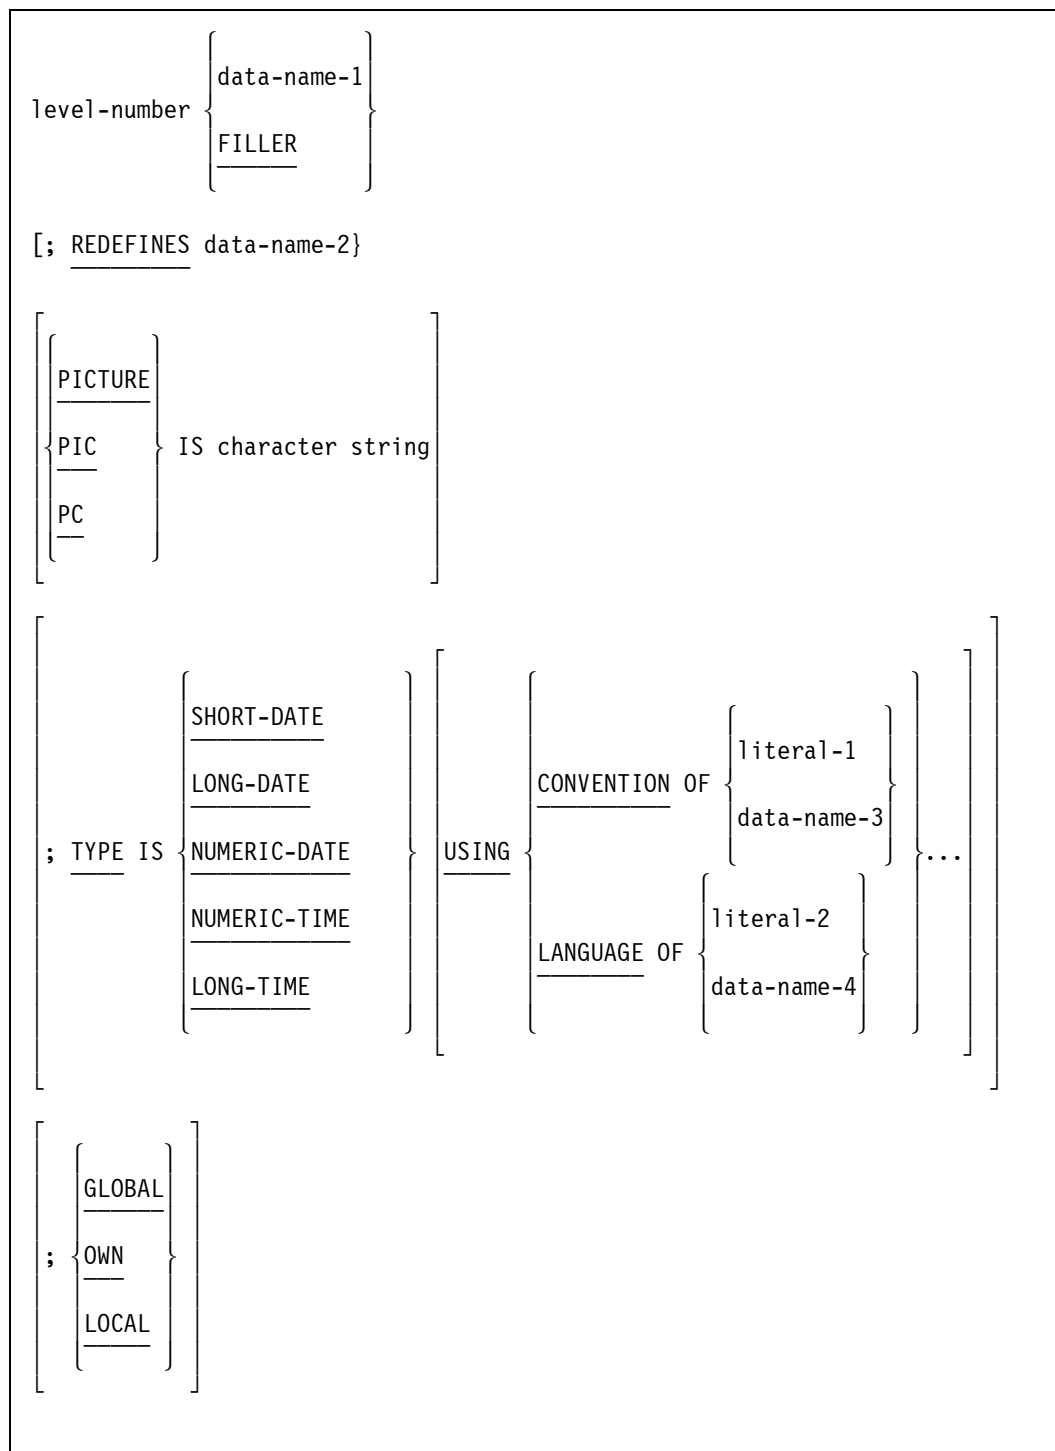 data-name-1
level-number
FILLER
[; REDEFINES data-name-2}
PICTURE
PIC IS character string
PC
SHORT-DATE
literal-1
LONG-DATE CONVENTION OF
data-name-3
; TYPE IS NUMERIC-DATE USING ...
NUMERIC-TIME literal-2
LANGUAGE OF
LONG-TIME data-name-4
GLOBAL
; OWN
LOCAL